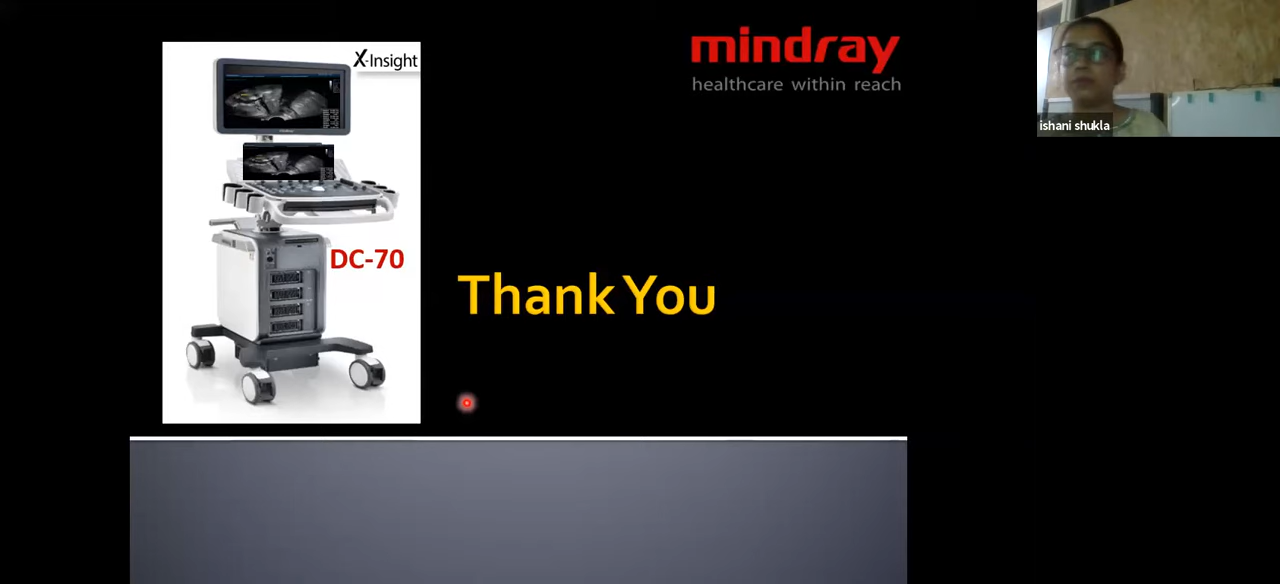 X-Insight
mindray
healthcare within reach
ishani shukla
DC-70
Thank You